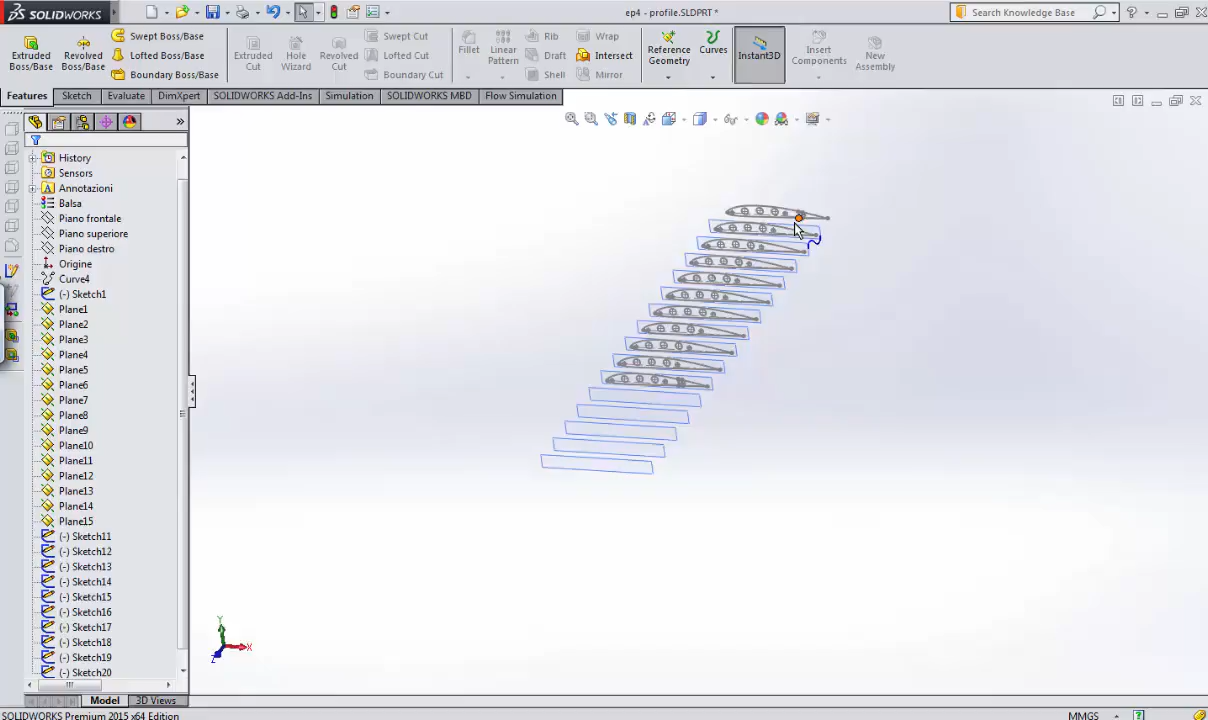 SOLIDWORKS
ep4 - profile.SLDPRT *
Search Knowledge Base
Extruded Boss/Base
Revolved Boss/Base
Swept Boss/Base
Lofted Boss/Base
Boundary Boss/Base
Extruded Cut
Hole Wizard
Revolved Cut
Swept Cut
Lofted Cut
Boundary Cut
Fillet
Linear Pattern
Rib
Draft
Shell
Wrap
Intersect
Mirror
Reference Geometry
Curves
Instant3D
Insert Components
New Assembly
Features
Sketch
Evaluate
DimXpert
SOLIDWORKS Add-Ins
Simulation
SOLIDWORKS MBD
Flow Simulation
History
Sensors
Annotazioni
Balsa
Piano frontale
Piano superiore
Piano destro
Origine
Curve4
(-) Sketch1
Plane1
Plane2
Plane3
Plane4
Plane5
Plane6
Plane7
Plane8
Plane9
Plane10
Plane11
Plane12
Plane13
Plane14
Plane15
(-) Sketch11
(-) Sketch12
(-) Sketch13
(-) Sketch14
(-) Sketch15
(-) Sketch16
(-) Sketch17
(-) Sketch18
(-) Sketch19
(-) Sketch20
Y
X
Z
Model
3D Views
SOLIDWORKS Premium 2015 x64 Edition
MMGS